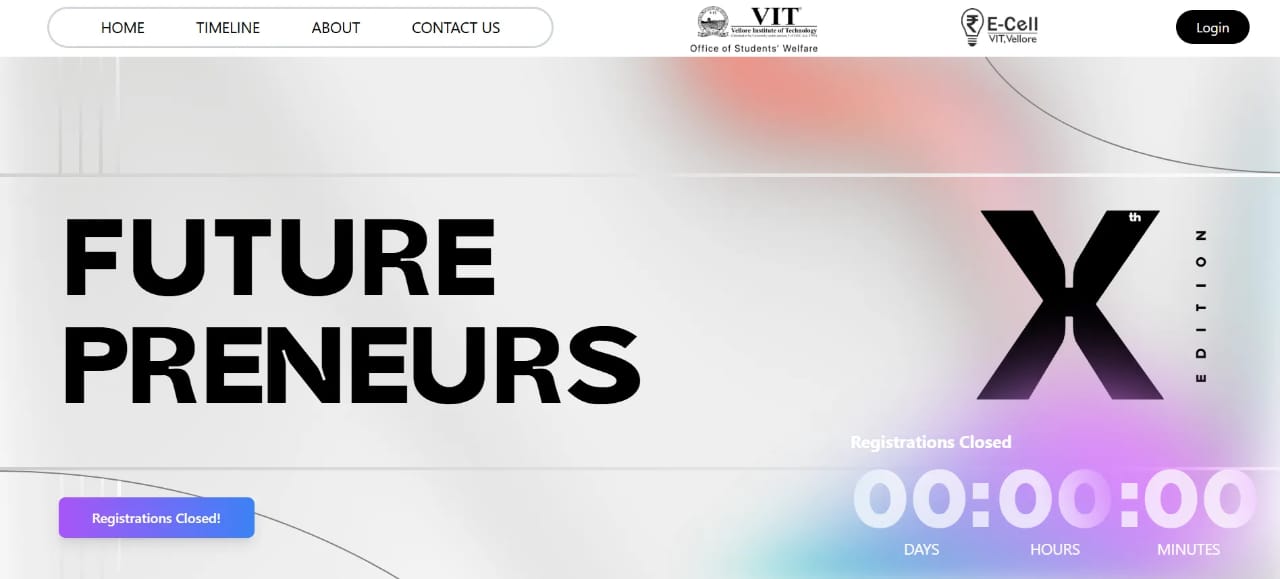 HOME TIMELINE ABOUT CONTACT US
VIT
Vellore Institute of Technology
Office of Students' Welfare
E-Cell
VIT,Vellore
Login
FUTURE
PRENEURS
Xth
EDITION
Registrations Closed
00:00:00
DAYS HOURS MINUTES
Registrations Closed!